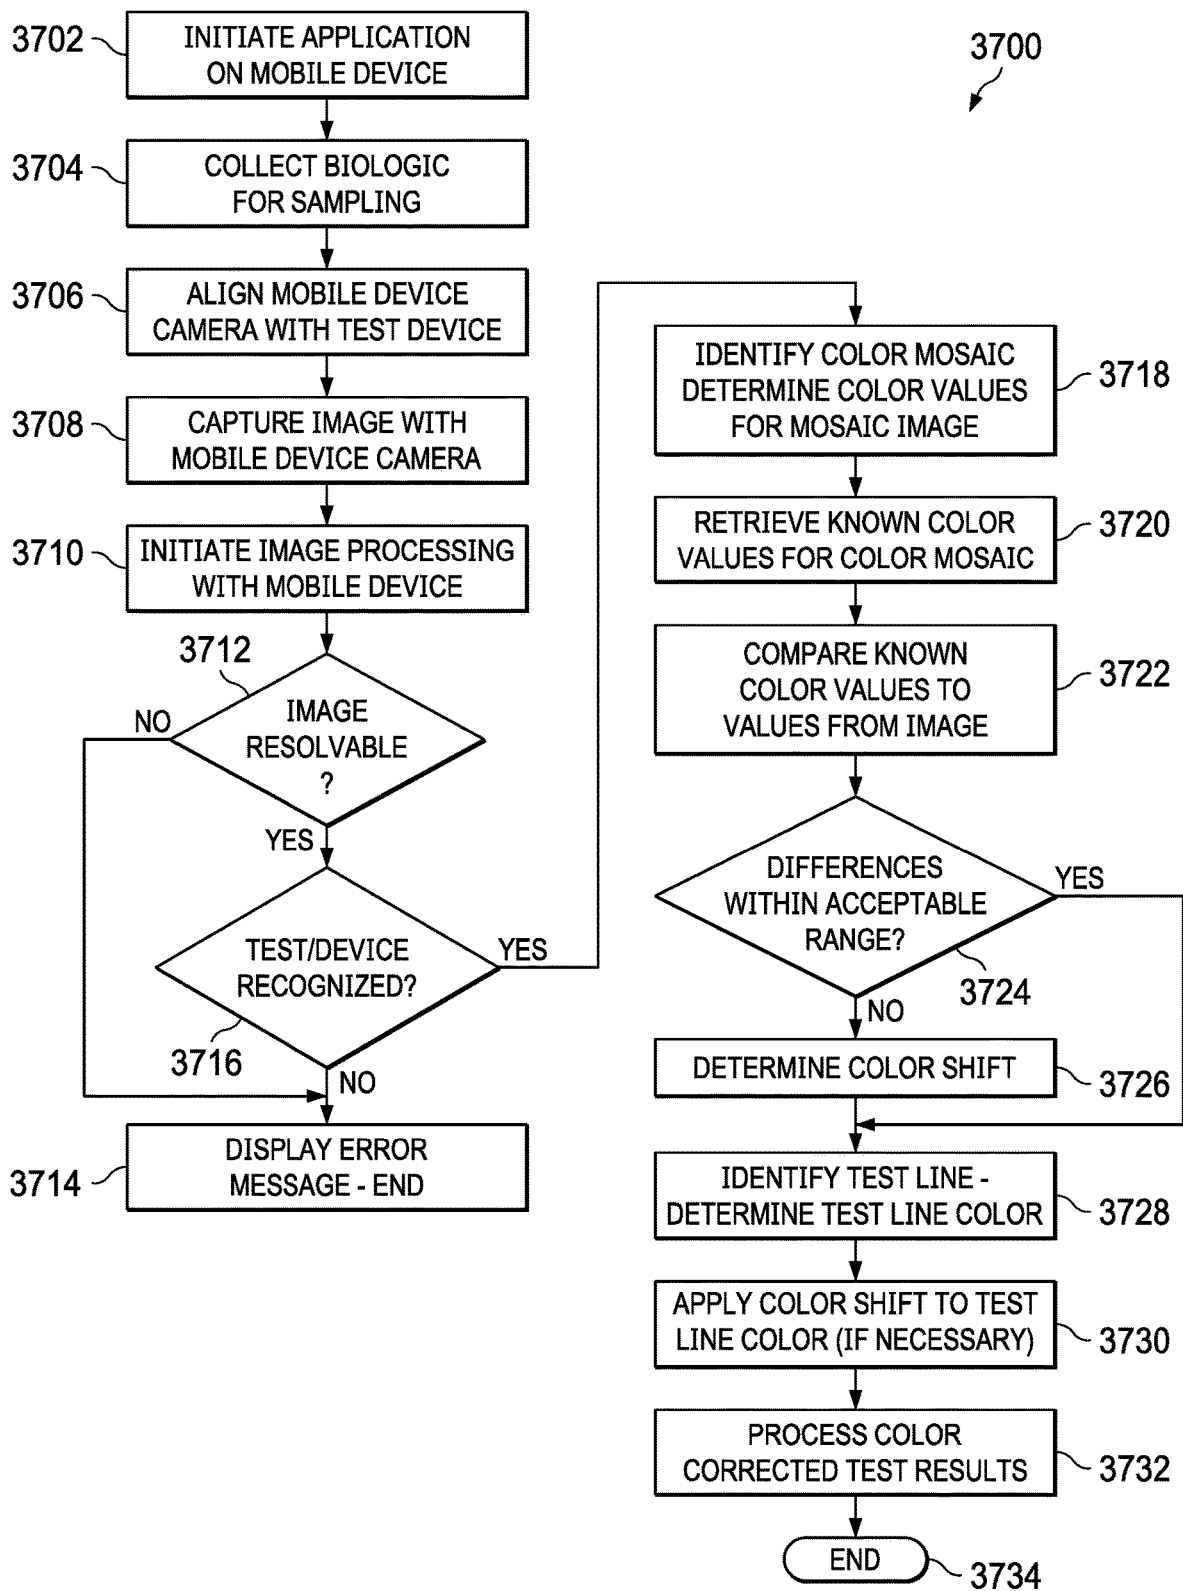 3700
3702
INITIATE APPLICATION
ON MOBILE DEVICE
3704
COLLECT BIOLOGIC
FOR SAMPLING
3706
ALIGN MOBILE DEVICE
CAMERA WITH TEST DEVICE
3708
CAPTURE IMAGE WITH
MOBILE DEVICE CAMERA
3710
INITIATE IMAGE PROCESSING
WITH MOBILE DEVICE
3712
NO
IMAGE
RESOLVABLE
?
YES
TEST/DEVICE
RECOGNIZED?
YES
3716
NO
3714
DISPLAY ERROR
MESSAGE - END
IDENTIFY COLOR MOSAIC
DETERMINE COLOR VALUES
FOR MOSAIC IMAGE
3718
RETRIEVE KNOWN COLOR
VALUES FOR COLOR MOSAIC
3720
COMPARE KNOWN
COLOR VALUES TO
VALUES FROM IMAGE
3722
DIFFERENCES
WITHIN ACCEPTABLE
RANGE?
YES
3724
NO
DETERMINE COLOR SHIFT
3726
IDENTIFY TEST LINE -
DETERMINE TEST LINE COLOR
3728
APPLY COLOR SHIFT TO TEST
LINE COLOR (IF NECESSARY)
3730
PROCESS COLOR
CORRECTED TEST RESULTS
3732
END
3734